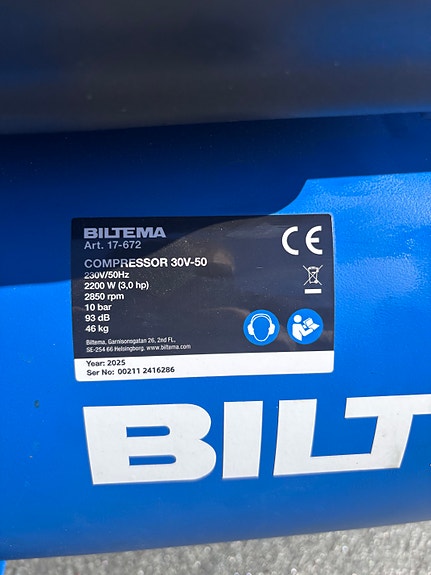 BILTEMA
Art. 17-672
COMPRESSOR 30V-50
230V/50Hz
2200 W (3,0 hp)
2850 rpm
10 bar
93 dB
46 kg
Biltema, Garnisonsgatan 26, 2nd FL.,
SE-254 66 Helsingborg. www.biltema.com
Year: 2025
Ser No: 00211 2416286
CE
BILT